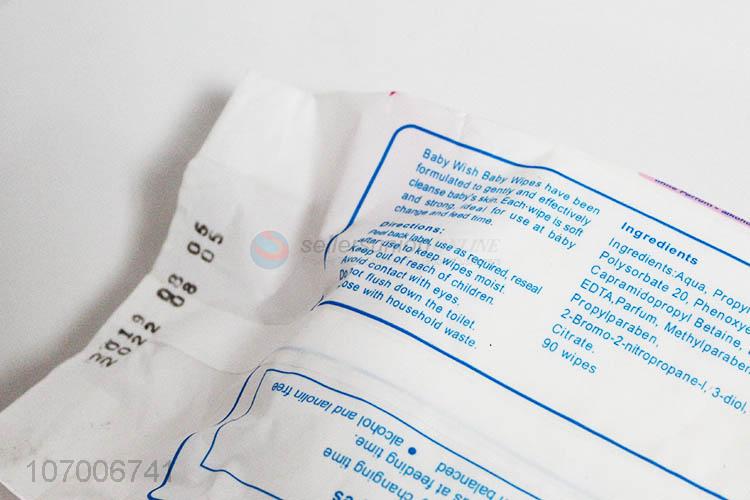 Baby Wish Baby Wipes have been
formulated to gently and effectively
cleanse baby's skin. Each wipe is soft
and strong, ideal for use at baby
change and feed time.
Directions:
Peel back label, use as required, reseal
after use to keep wipes moist.
Keep out of reach of children.
Avoid contact with eyes.
Do not flush down the toilet.
ose with household waste.
Ingredients
Ingredients:Aqua, Propyl
Polysorbate 20, Phenoxye
Capramidopropyl Betaine,
EDTA,Parfum, Methylparaben
Propylparaben,
2-Bromo-2-nitropropane-l, 3-diol,
Citrate.
90 wipes
2019 08 05
2022 08 05
alcohol and lanolin free
balanced
at feeding time.
changing time
107006741